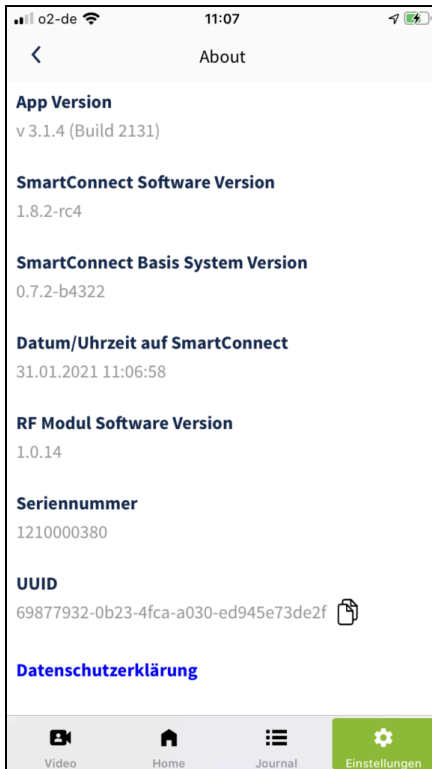 o2-de 11:07
About
App Version
v 3.1.4 (Build 2131)
SmartConnect Software Version
1.8.2-rc4
SmartConnect Basis System Version
0.7.2-b4322
Datum/Uhrzeit auf SmartConnect
31.01.2021 11:06:58
RF Modul Software Version
1.0.14
Seriennummer
1210000380
UUID
69877932-0b23-4fca-a030-ed945e73de2f
Datenschutzerklärung
Video Home Journal Einstellungen